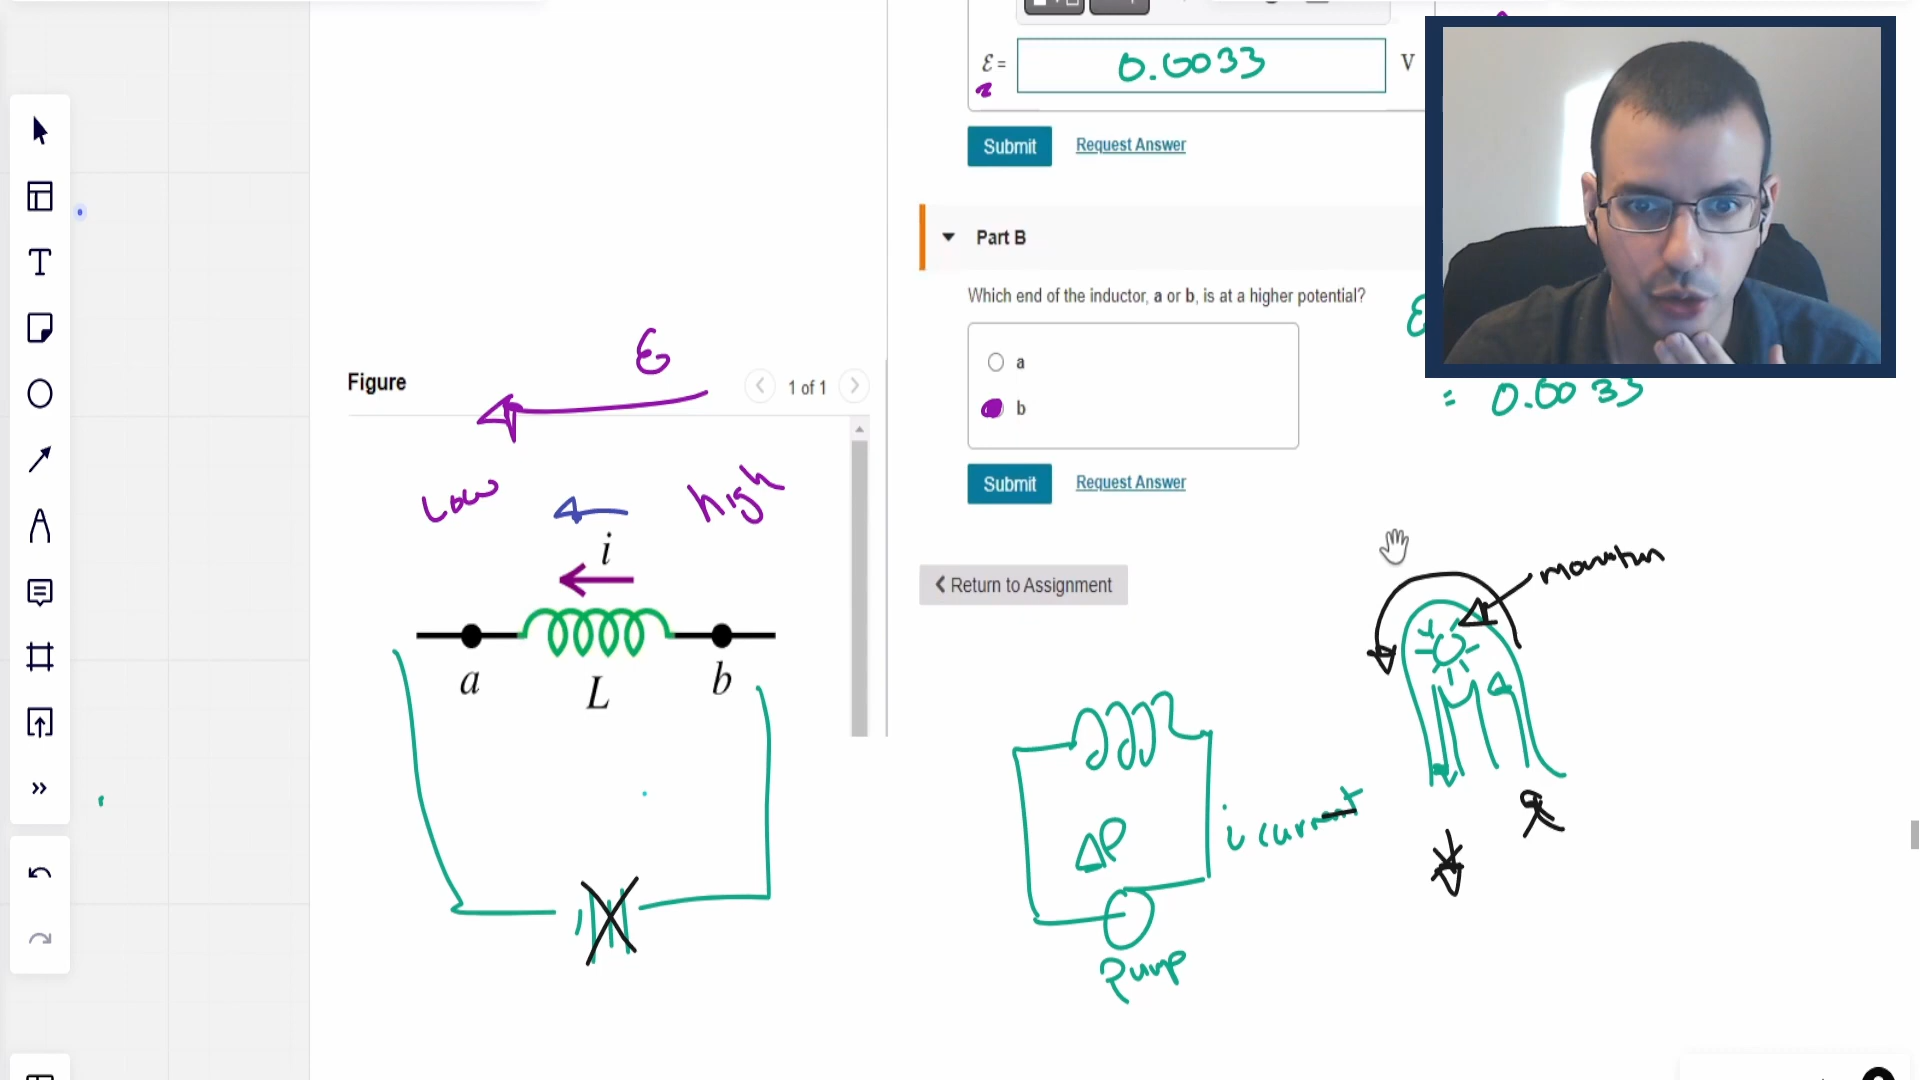 ℰ =
0.0033
V
Submit
Request Answer
Part B
Which end of the inductor, a or b, is at a higher potential?
a
b
Submit
Request Answer
Return to Assignment
ε
= 0.0033
Figure
1 of 1
ε
Low
high
i
a
L
b
T
ΔP
i current
Pump